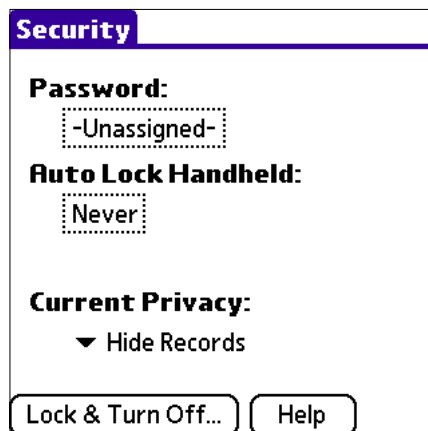 Security
Password:
-Unassigned-
Auto Lock Handheld:
Never
Current Privacy:
Hide Records
Lock & Turn Off... Help